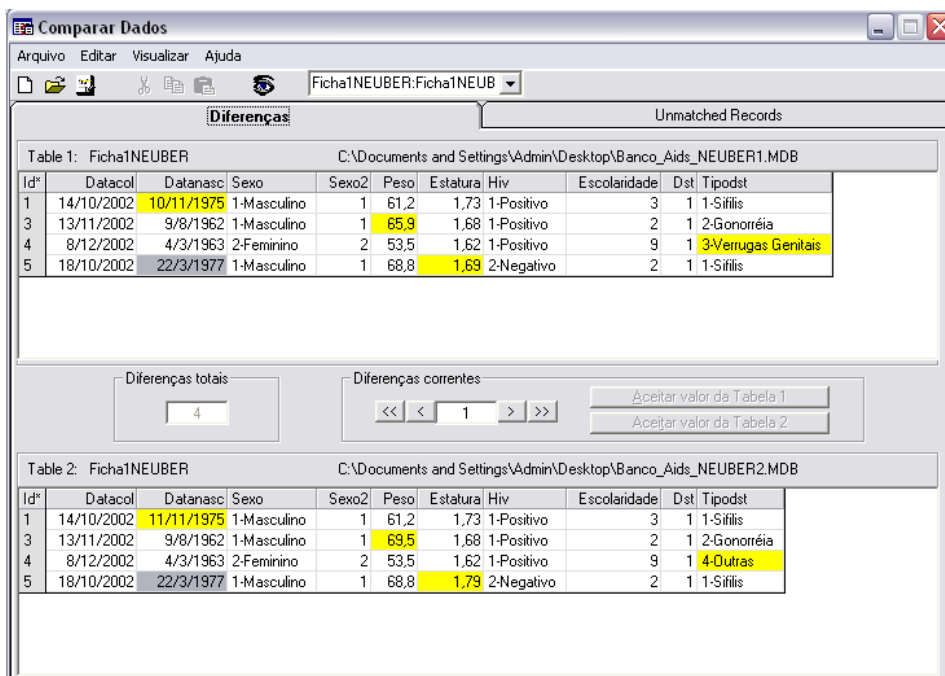 Comparar Dados
Arquivo Editar Visualizar Ajuda
Ficha1NEUBER:Ficha1NEUB
Diferenças Unmatched Records
Table 1: Ficha1NEUBER C:\Documents and Settings\Admin\Desktop\Banco_Aids_NEUBER1.MDB
Id* Datacol Datanasc Sexo Sexo2 Peso Estatura Hiv Escolaridade Dst Tipodst
1 14/10/2002 10/11/1975 1-Masculino 1 61,2 1,73 1-Positivo 3 1 1-Sifilis
3 13/11/2002 9/8/1962 1-Masculino 1 65,9 1,68 1-Positivo 2 1 2-Gonorréia
4 8/12/2002 4/3/1963 2-Feminino 2 53,5 1,62 1-Positivo 9 1 3-Verrugas Genitais
5 18/10/2002 22/3/1977 1-Masculino 1 68,8 1,69 2-Negativo 2 1 1-Sifilis
Diferenças totais Diferenças correntes
4 << < 1 > >> Aceitar valor da Tabela 1
Aceitar valor da Tabela 2
Table 2: Ficha1NEUBER C:\Documents and Settings\Admin\Desktop\Banco_Aids_NEUBER2.MDB
Id* Datacol Datanasc Sexo Sexo2 Peso Estatura Hiv Escolaridade Dst Tipodst
1 14/10/2002 11/11/1975 1-Masculino 1 61,2 1,73 1-Positivo 3 1 1-Sifilis
3 13/11/2002 9/8/1962 1-Masculino 1 69,5 1,68 1-Positivo 2 1 2-Gonorréia
4 8/12/2002 4/3/1963 2-Feminino 2 53,5 1,62 1-Positivo 9 1 4-Outras
5 18/10/2002 22/3/1977 1-Masculino 1 68,8 1,79 2-Negativo 2 1 1-Sifilis